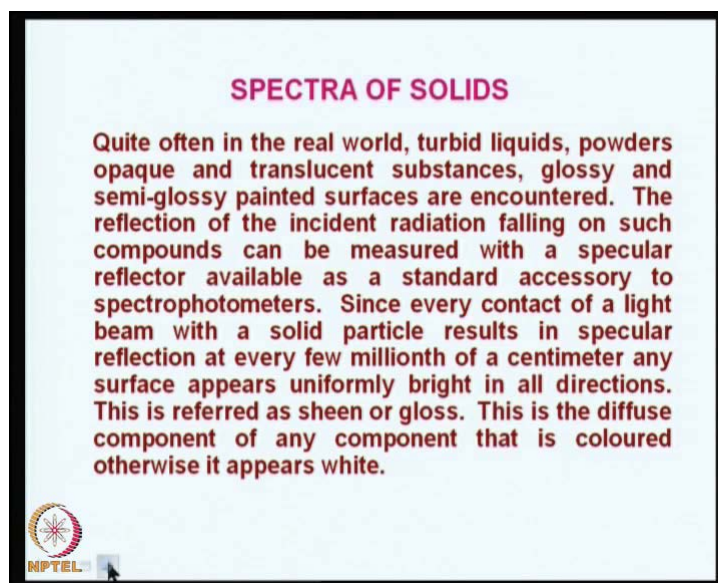 SPECTRA OF SOLIDS
Quite often in the real world, turbid liquids, powders
opaque and translucent substances, glossy and
semi-glossy painted surfaces are encountered. The
reflection of the incident radiation falling on such
compounds can be measured with a specular
reflector available as a standard accessory to
spectrophotometers. Since every contact of a light
beam with a solid particle results in specular
reflection at every few millionth of a centimeter any
surface appears uniformly bright in all directions.
This is referred as sheen or gloss. This is the diffuse
component of any component that is coloured
otherwise it appears white.
NPTEL